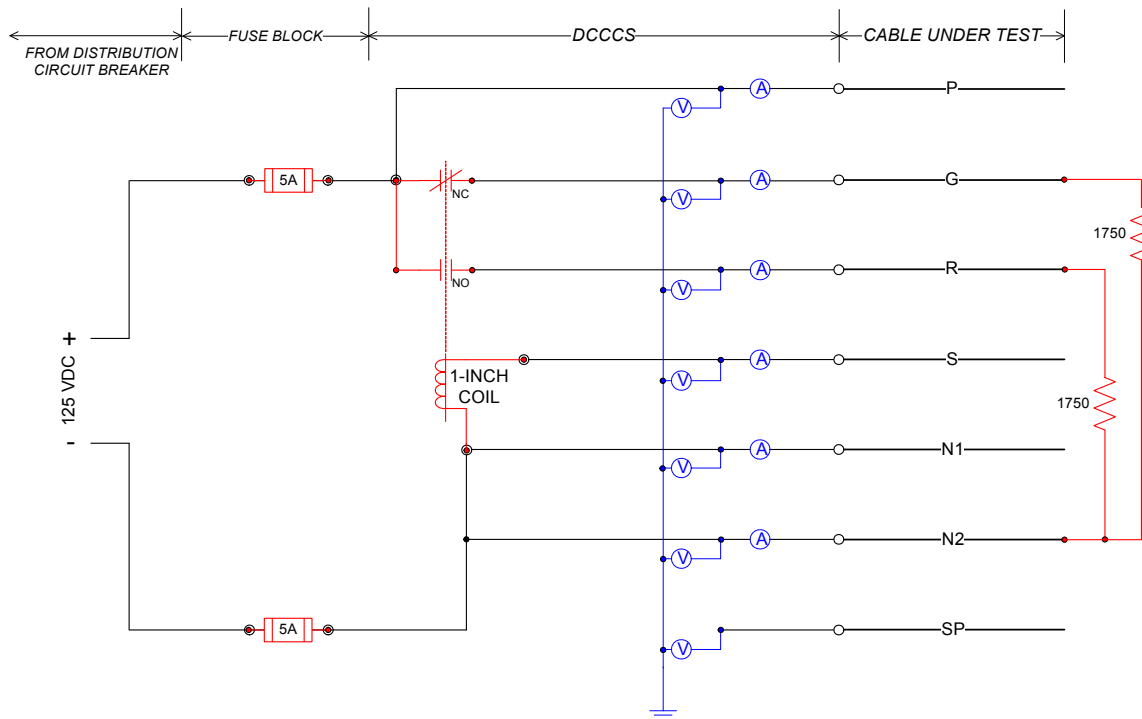 FROM DISTRIBUTION
CIRCUIT BREAKER
FUSE BLOCK
DCCCS
CABLE UNDER TEST
V
A
P
5A
NC
V
A
G
1750
NO
V
A
R
125 VDC
+
-
1-INCH
COIL
V
A
S
1750
V
A
N1
V
A
N2
5A
V
SP